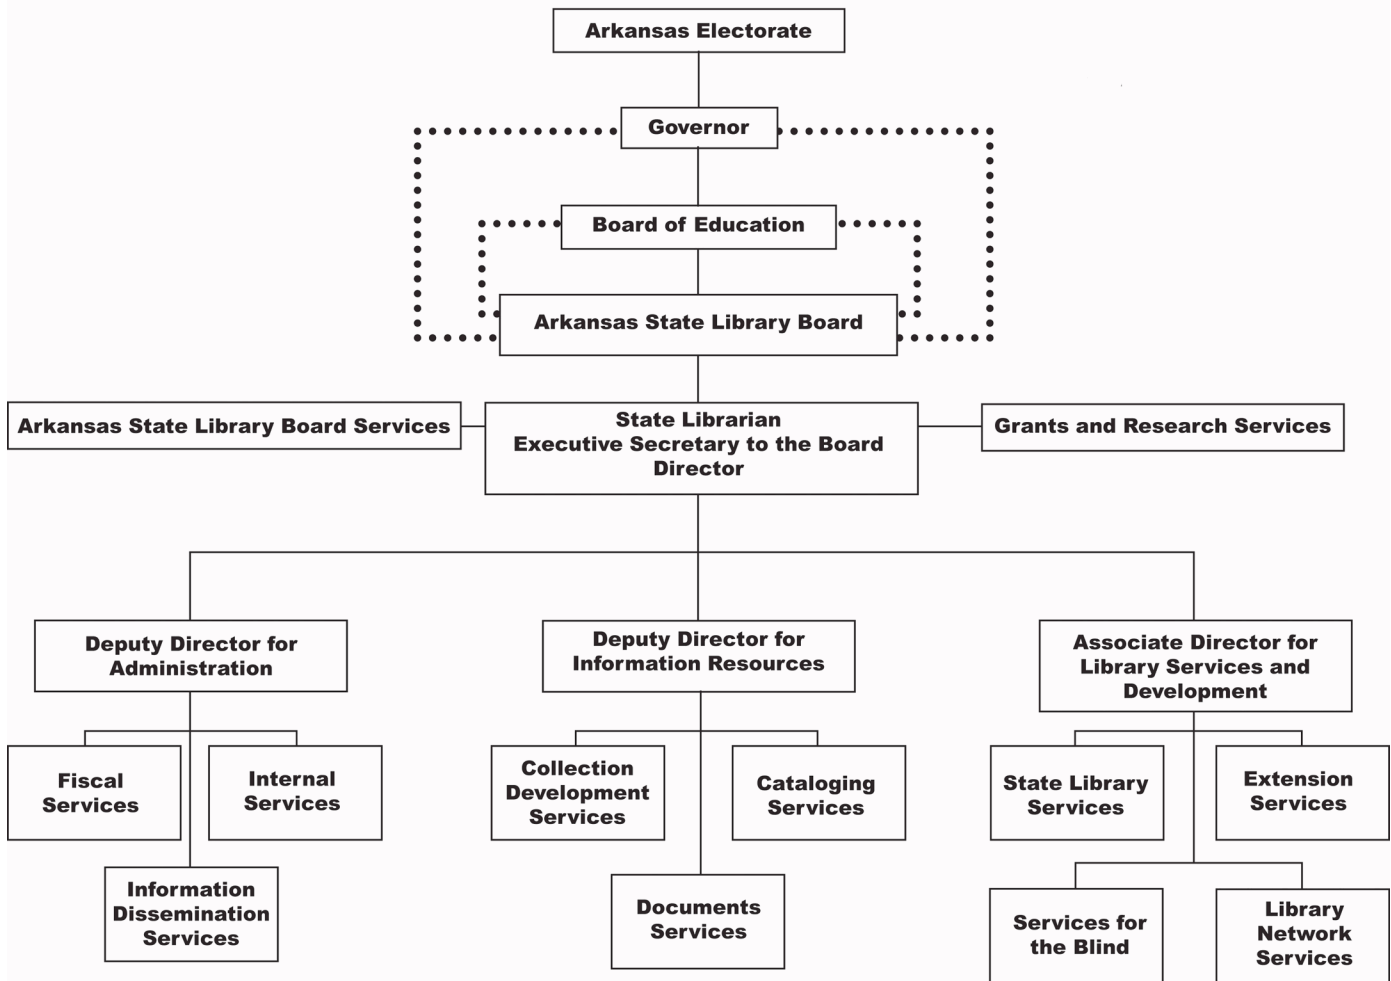 Arkansas Electorate
Governor
Board of Education
Arkansas State Library Board
Arkansas State Library Board Services
State Librarian
Executive Secretary to the Board
Director
Grants and Research Services
Deputy Director for
Administration
Deputy Director for
Information Resources
Associate Director for
Library Services and
Development
Fiscal
Services
Internal
Services
Collection
Development
Services
Cataloging
Services
State Library
Services
Extension
Services
Information
Dissemination
Services
Documents
Services
Services for
the Blind
Library
Network
Services